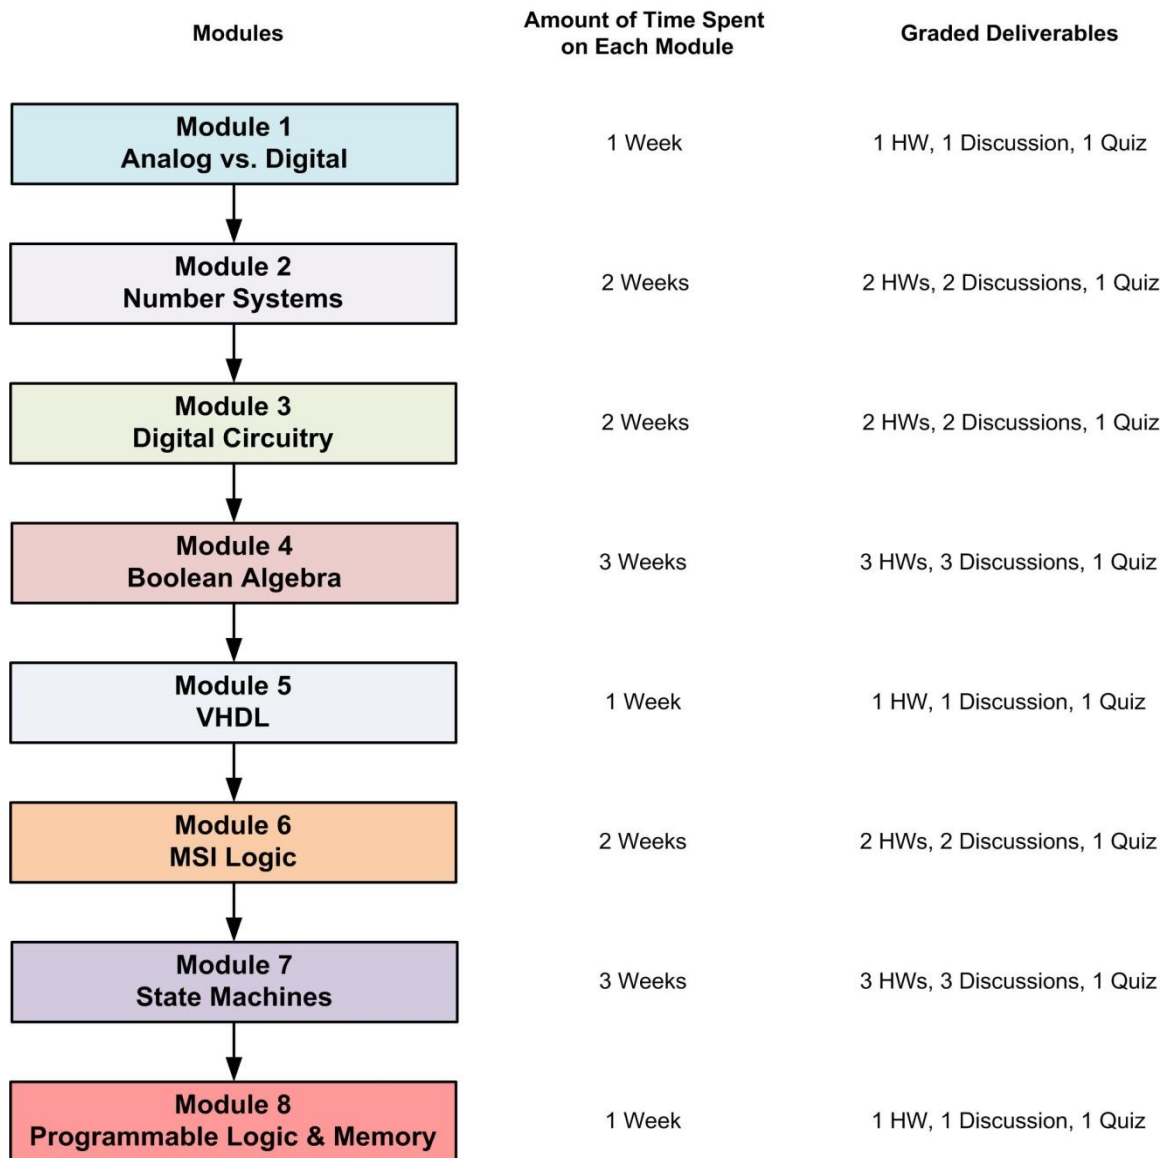 Modules
Amount of Time Spent
on Each Module
Graded Deliverables
Module 1
Analog vs. Digital
1 Week
1 HW, 1 Discussion, 1 Quiz
Module 2
Number Systems
2 Weeks
2 HWs, 2 Discussions, 1 Quiz
Module 3
Digital Circuitry
2 Weeks
2 HWs, 2 Discussions, 1 Quiz
Module 4
Boolean Algebra
3 Weeks
3 HWs, 3 Discussions, 1 Quiz
Module 5
VHDL
1 Week
1 HW, 1 Discussion, 1 Quiz
Module 6
MSI Logic
2 Weeks
2 HWs, 2 Discussions, 1 Quiz
Module 7
State Machines
3 Weeks
3 HWs, 3 Discussions, 1 Quiz
Module 8
Programmable Logic & Memory
1 Week
1 HW, 1 Discussion, 1 Quiz